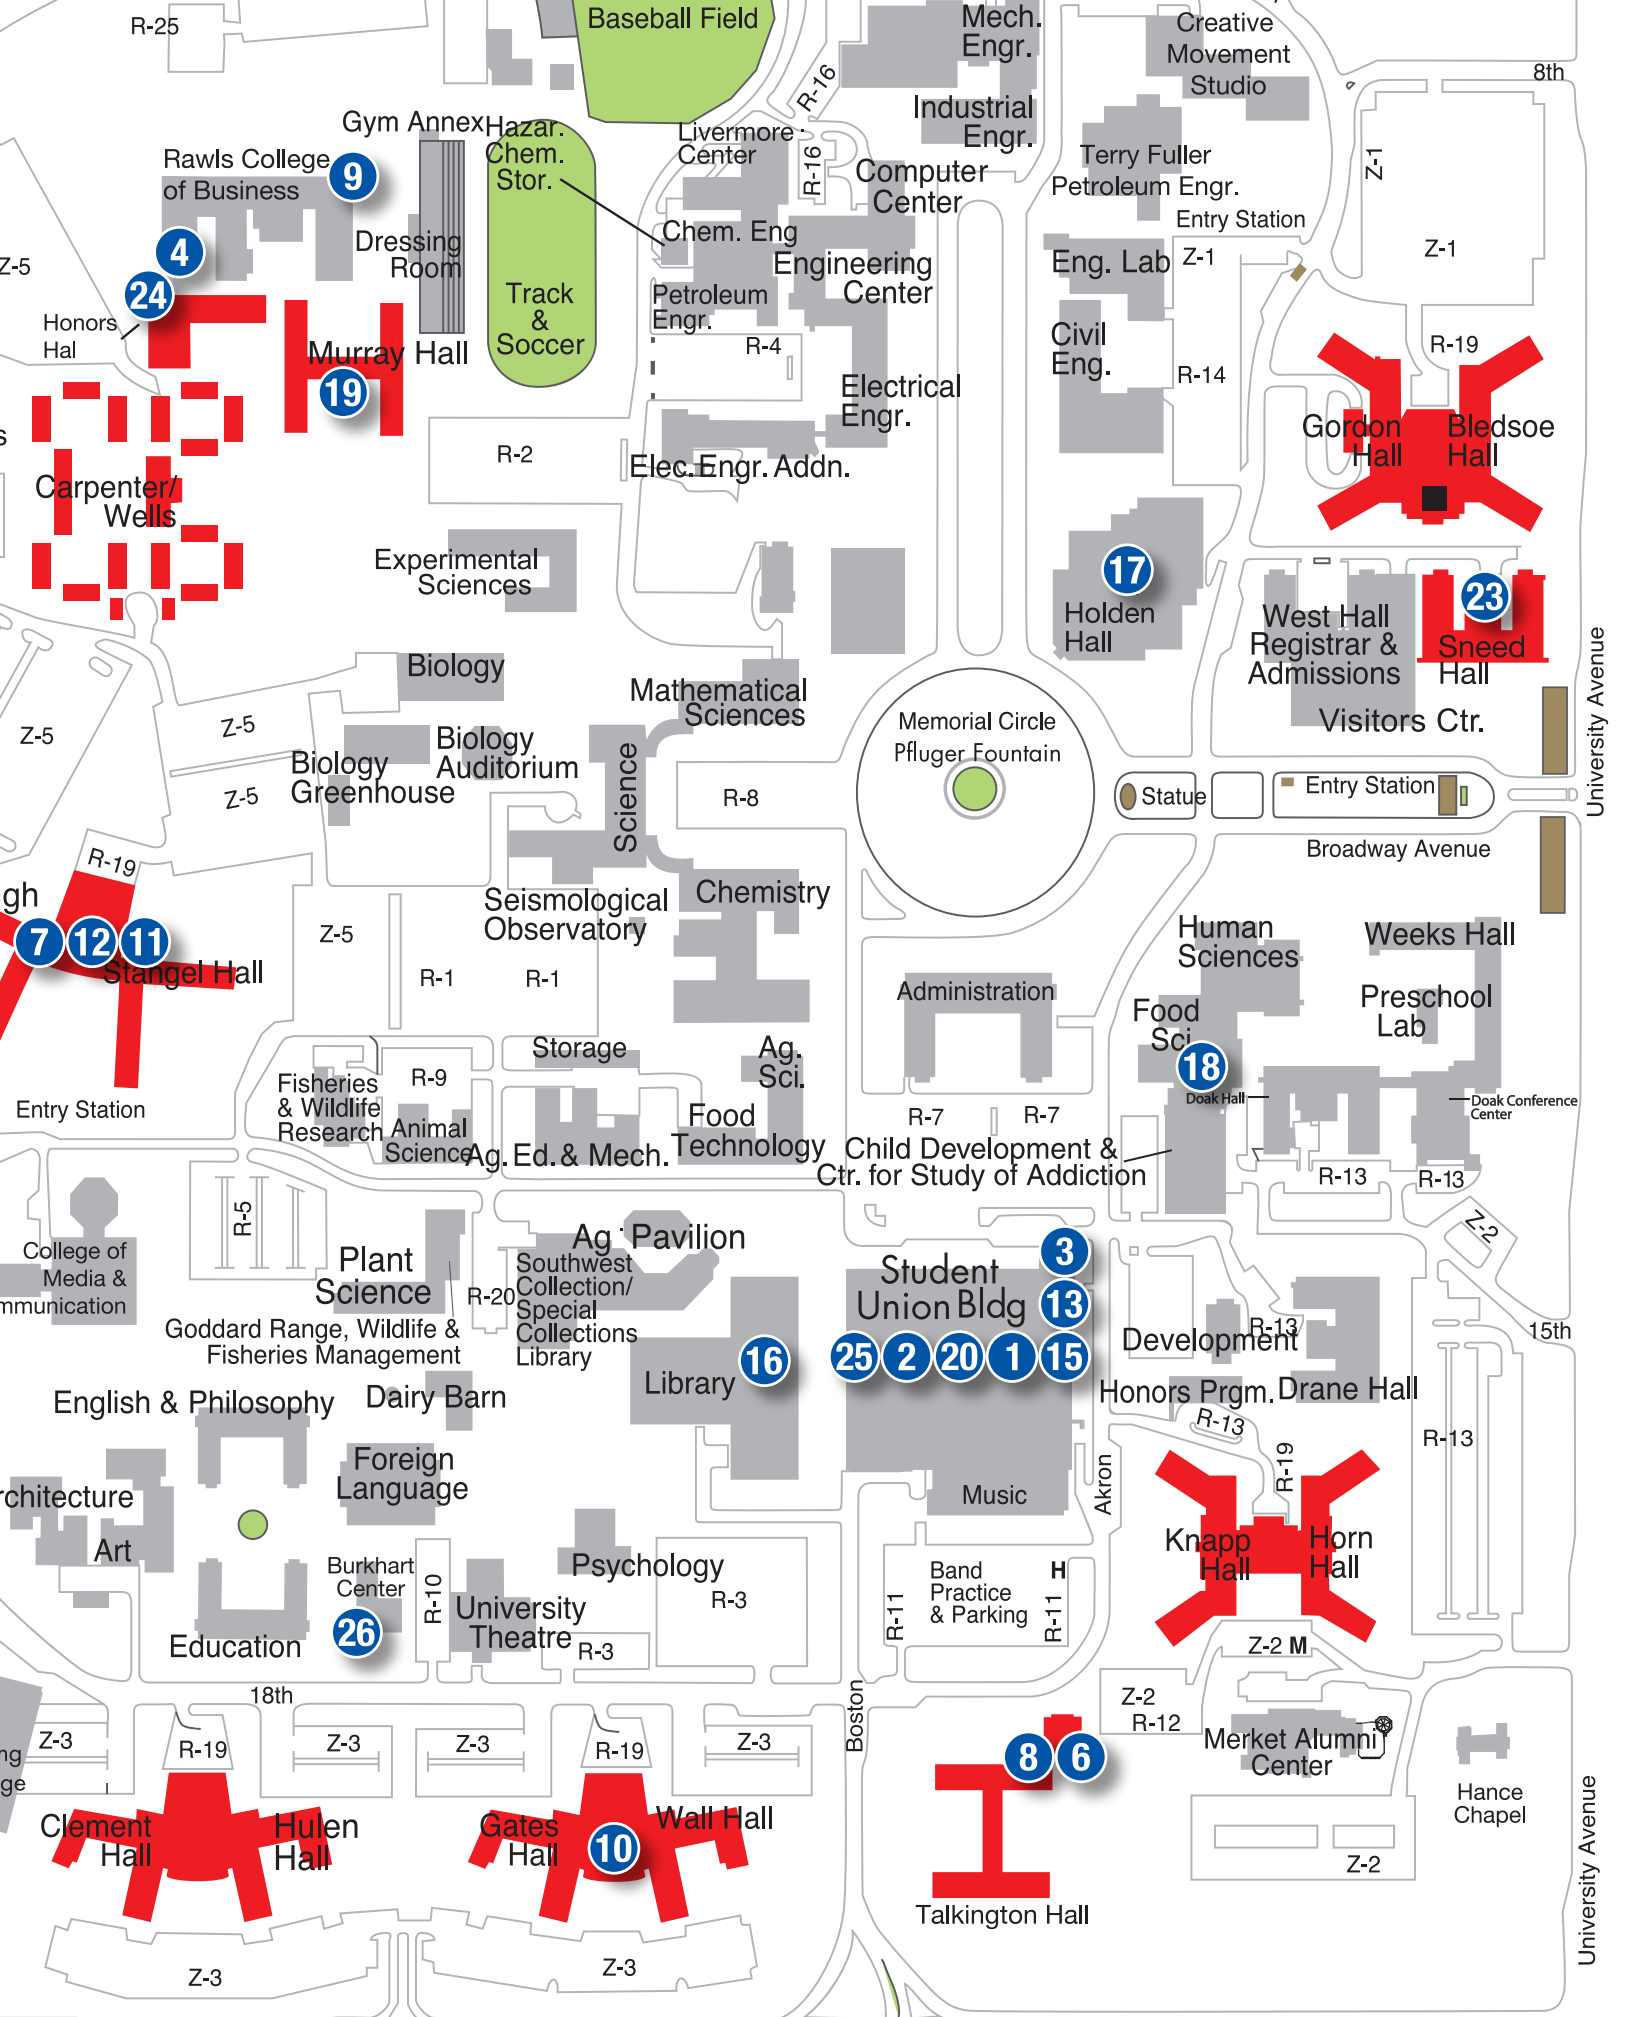 R-25
Baseball Field
Mech.
Engr.
Creative
Movement
Studio
8th
R-16
Industrial
Engr.
Gym Annex
Hazar.
Chem.
Stor.
Livermore
Center
R-16
Computer
Center
Terry Fuller
Petroleum Engr.
Z-1
Rawls College
of Business
9
Entry Station
Z-1
Z-1
4
Z-5
24
Dressing
Room
Chem. Eng
Engineering
Center
Eng. Lab
Honors
Hal
Track
&
Soccer
Petroleum
Engr.
R-4
Civil
Eng.
R-14
R-19
Murray Hall
19
Electrical
Engr.
Gordon
Hall
Bledsoe
Hall
s
R-2
Elec. Engr. Addn.
Carpenter/
Wells
Experimental
Sciences
17
Holden
Hall
West Hall
Registrar &
Admissions
23
Sneed
Hall
Visitors Ctr.
University Avenue
Biology
Mathematical
Sciences
Memorial Circle
Pfluger Fountain
Z-5
Z-5
Z-5
Biology
Auditorium
Biology
Greenhouse
Science
R-8
Statue
Entry Station
Broadway Avenue
R-19
gh
7
12
11
Stangel Hall
Z-5
Seismological
Observatory
Chemistry
R-1
R-1
Human
Sciences
Weeks Hall
Administration
Food
Sci.
18
Preschool
Lab
Doak Hall
Doak Conference
Center
Entry Station
Fisheries
& Wildlife
Research
R-9
Animal
Science
Storage
Ag.
Sci.
Ag. Ed. & Mech.
Food
Technology
R-7
R-7
Child Development &
Ctr. for Study of Addiction
R-13
R-13
Z-2
R-5
College of
Media &
mmunication
Plant
Science
Ag Pavilion
R-20
Southwest
Collection/
Special
Collections
Library
Goddard Range, Wildlife &
Fisheries Management
Student
Union Bldg
3
13
25
2
20
1
15
16
Library
R-13
Development
15th
English & Philosophy
Dairy Barn
Honors Prgm.
Drane Hall
R-13
R-13
R-19
Foreign
Language
rchitecture
Art
Music
Akron
Knapp
Hall
Horn
Hall
Burkhart
Center
26
R-10
Psychology
University
Theatre
R-3
R-3
R-11
Band
Practice
& Parking
H
R-11
Education
Z-2 M
18th
Boston
Z-2
R-12
Merket Alumni
Center
Hance
Chapel
Z-3
ng
ge
R-19
Z-3
Z-3
R-19
Z-3
8
6
Clement
Hall
Hulen
Hall
Gates
Hall
10
Wall Hall
Z-2
Talkington Hall
University Avenue
Z-3
Z-3